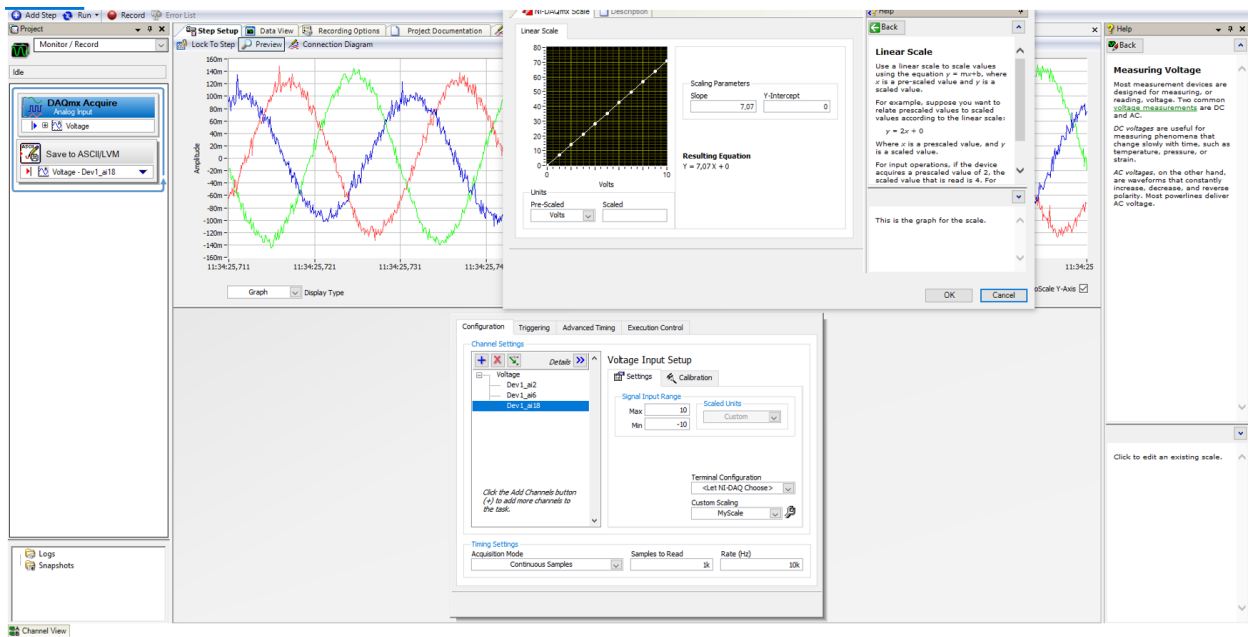 Add Step Run Record Error List
Project
Monitor / Record
Idle
DAQmx Acquire
Analog Input
Voltage
Save to ASCII/LVM
Voltage - Dev1_ai18
Logs
Snapshots
Channel View
Step Setup Data View Recording Options Project Documentation
Lock To Step Preview Connection Diagram
Amplitude
160m
140m
120m
100m
80m
60m
40m
20m
0
-20m
-40m
-60m
-80m
-100m
-120m
-140m
-160m
11:34:25,711 11:34:25,721 11:34:25,731 11:34:25,74
11:34:25
Graph Display Type
oScale Y-Axis
NI-DAQmx Scale Description
Linear Scale
80
70
60
50
40
30
20
10
0
0 10
Volts
Scaling Parameters
Slope Y-Intercept
7,07 0
Resulting Equation
Y = 7,07 X + 0
Units
Pre-Scaled Scaled
Volts
OK Cancel
Help
Back
Linear Scale
Use a linear scale to scale values
using the equation y = mx+b, where
x is a pre-scaled value and y is a
scaled value.
For example, suppose you want to
relate prescaled values to scaled
values according to the linear scale:
y = 2x + 0
Where x is a prescaled value, and y
is a scaled value.
For input operations, if the device
acquires a prescaled value of 2, the
scaled value that is read is 4. For
This is the graph for the scale.
Configuration Triggering Advanced Timing Execution Control
Channel Settings
Details
Voltage
Dev1_ai2
Dev1_ai6
Dev1_ai18
Click the Add Channels button
(+) to add more channels to
the task.
Voltage Input Setup
Settings Calibration
Signal Input Range
Max 10
Min -10
Scaled Units
Custom
Terminal Configuration
<Let NI-DAQ Choose>
Custom Scaling
MyScale
Timing Settings
Acquisition Mode Samples to Read Rate (Hz)
Continuous Samples 1k 10k
Help
Back
Measuring Voltage
Most measurement devices are
designed for measuring, or
reading, voltage. Two common
voltage measurements are DC
and AC.
DC voltages are useful for
measuring phenomena that
change slowly with time, such as
temperature, pressure, or
strain.
AC voltages, on the other hand,
are waveforms that constantly
increase, decrease, and reverse
polarity. Most powerlines deliver
AC voltage.
Click to edit an existing scale.